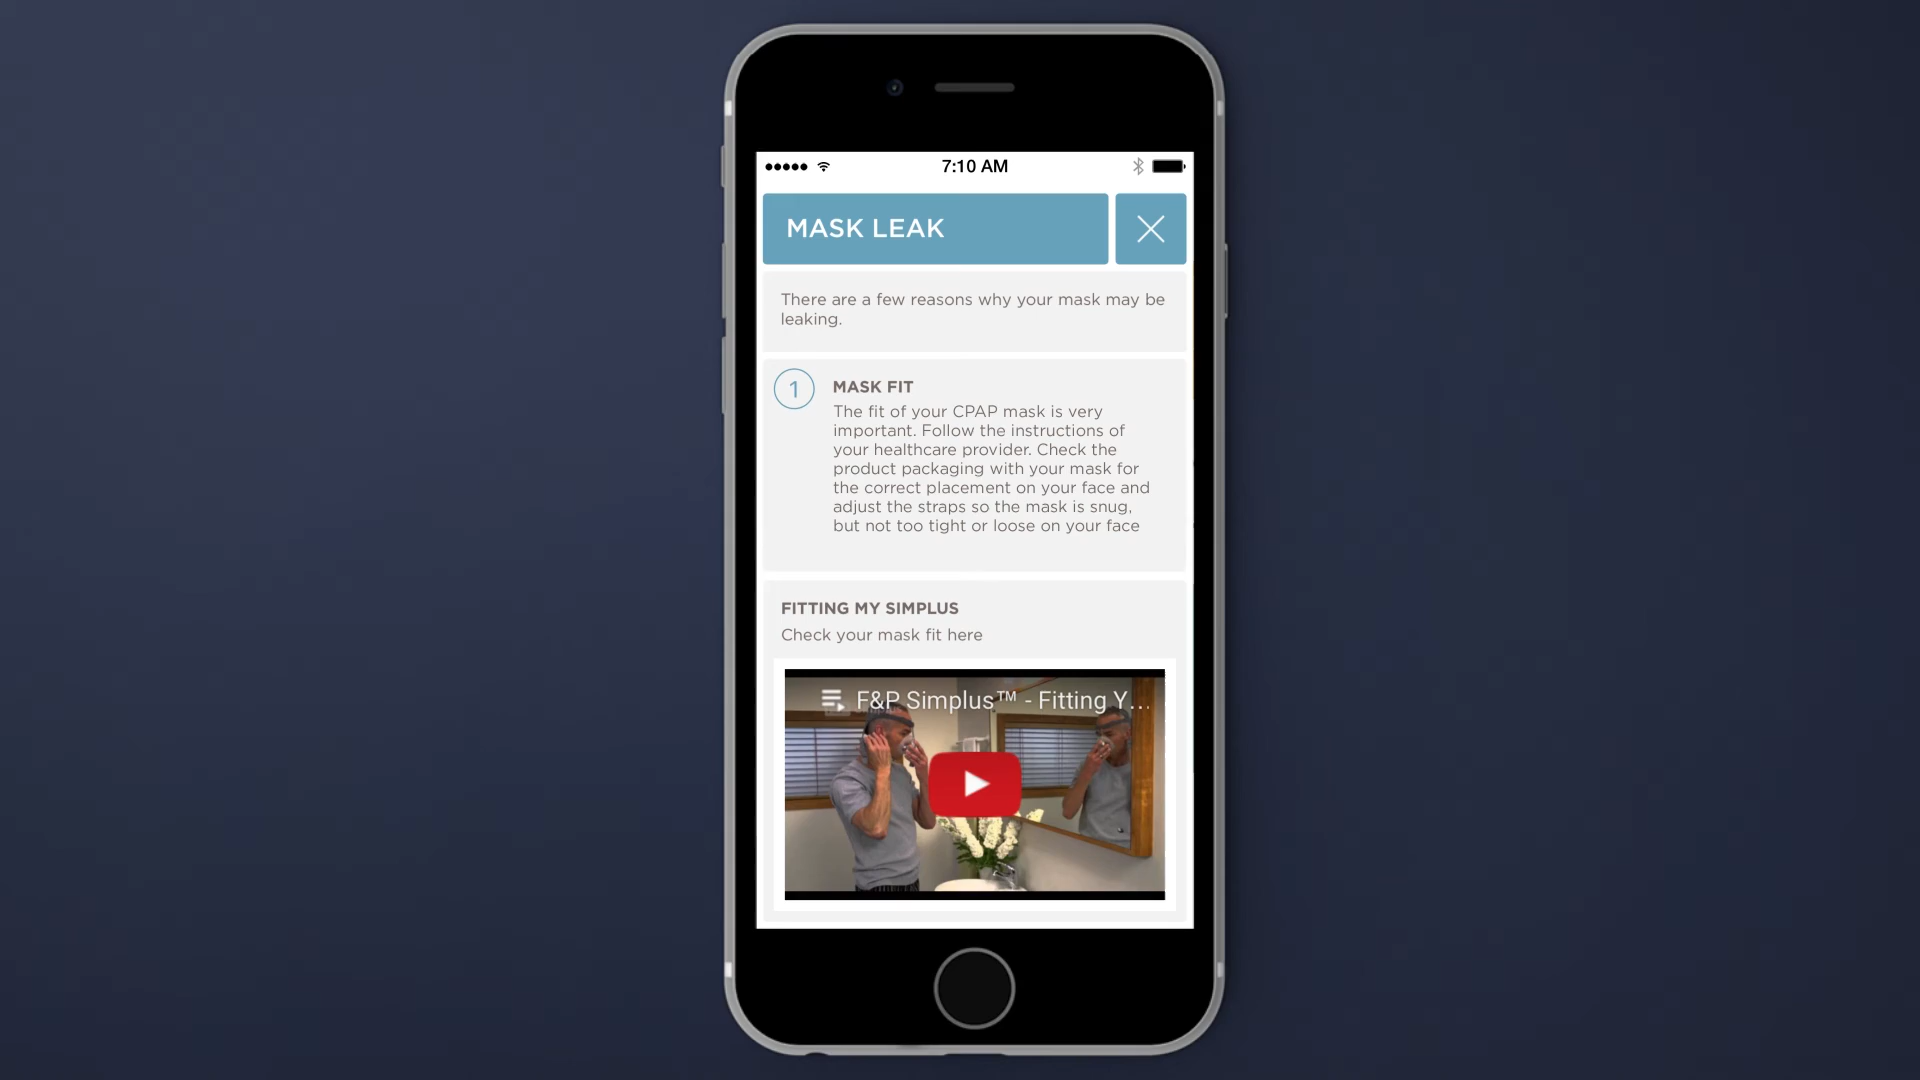 7:10 AM
MASK LEAK
There are a few reasons why your mask may be
leaking.
1
MASK FIT
The fit of your CPAP mask is very
important. Follow the instructions of
your healthcare provider. Check the
product packaging with your mask for
the correct placement on your face and
adjust the straps so the mask is snug,
but not too tight or loose on your face
FITTING MY SIMPLUS
Check your mask fit here
F&P Simplus™ - Fitting Y...